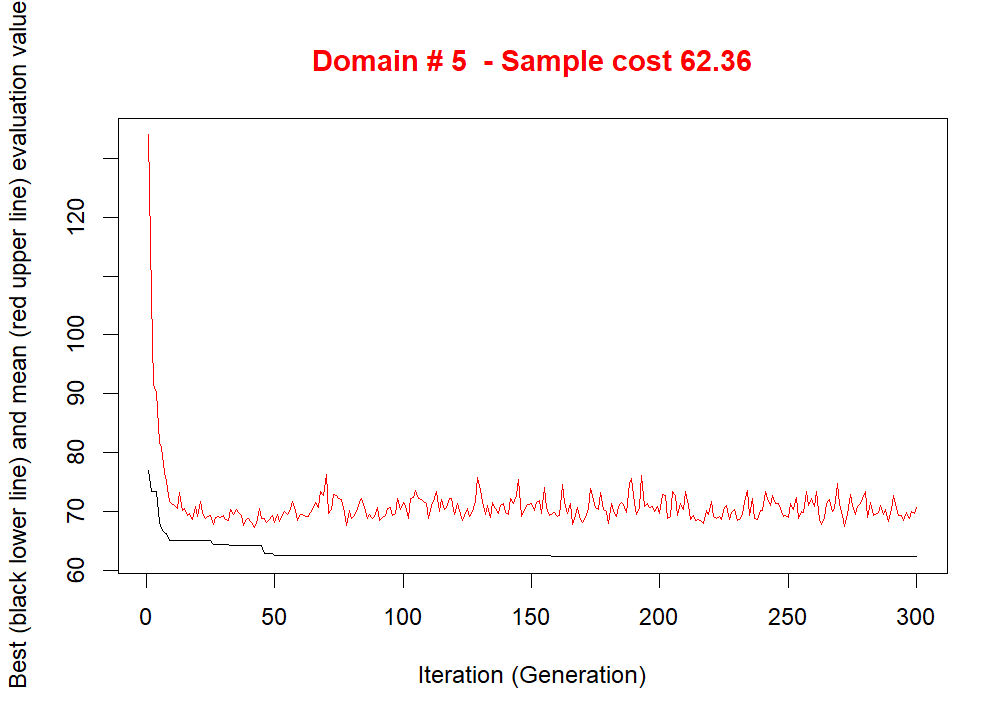 Domain # 5  - Sample cost 62.36
Best (black lower line) and mean (red upper line) evaluation value
120
100
90
80
70
60
0 50 100 150 200 250 300
Iteration (Generation)